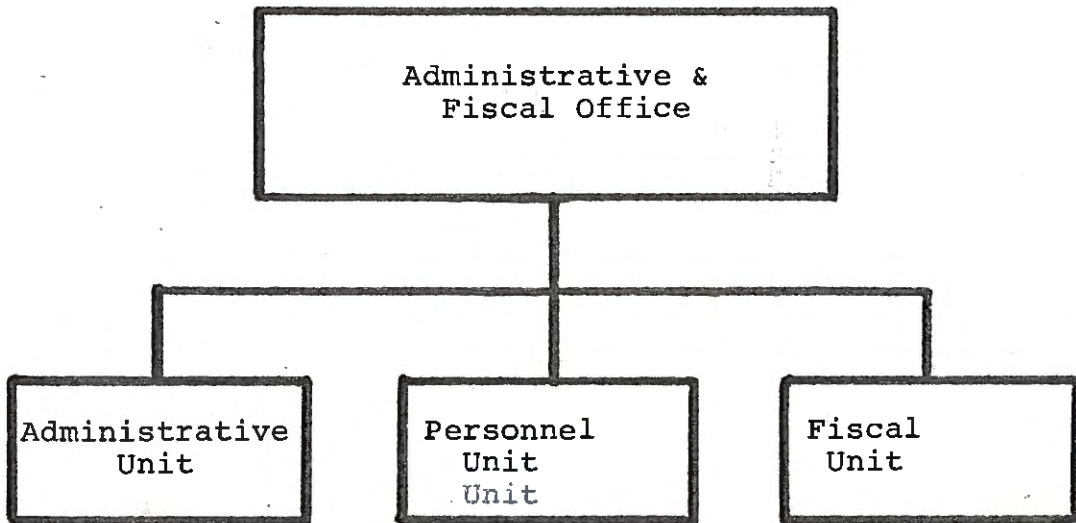 Administrative &
Fiscal Office
Administrative
Unit
Personnel
Unit
Unit
Fiscal
Unit